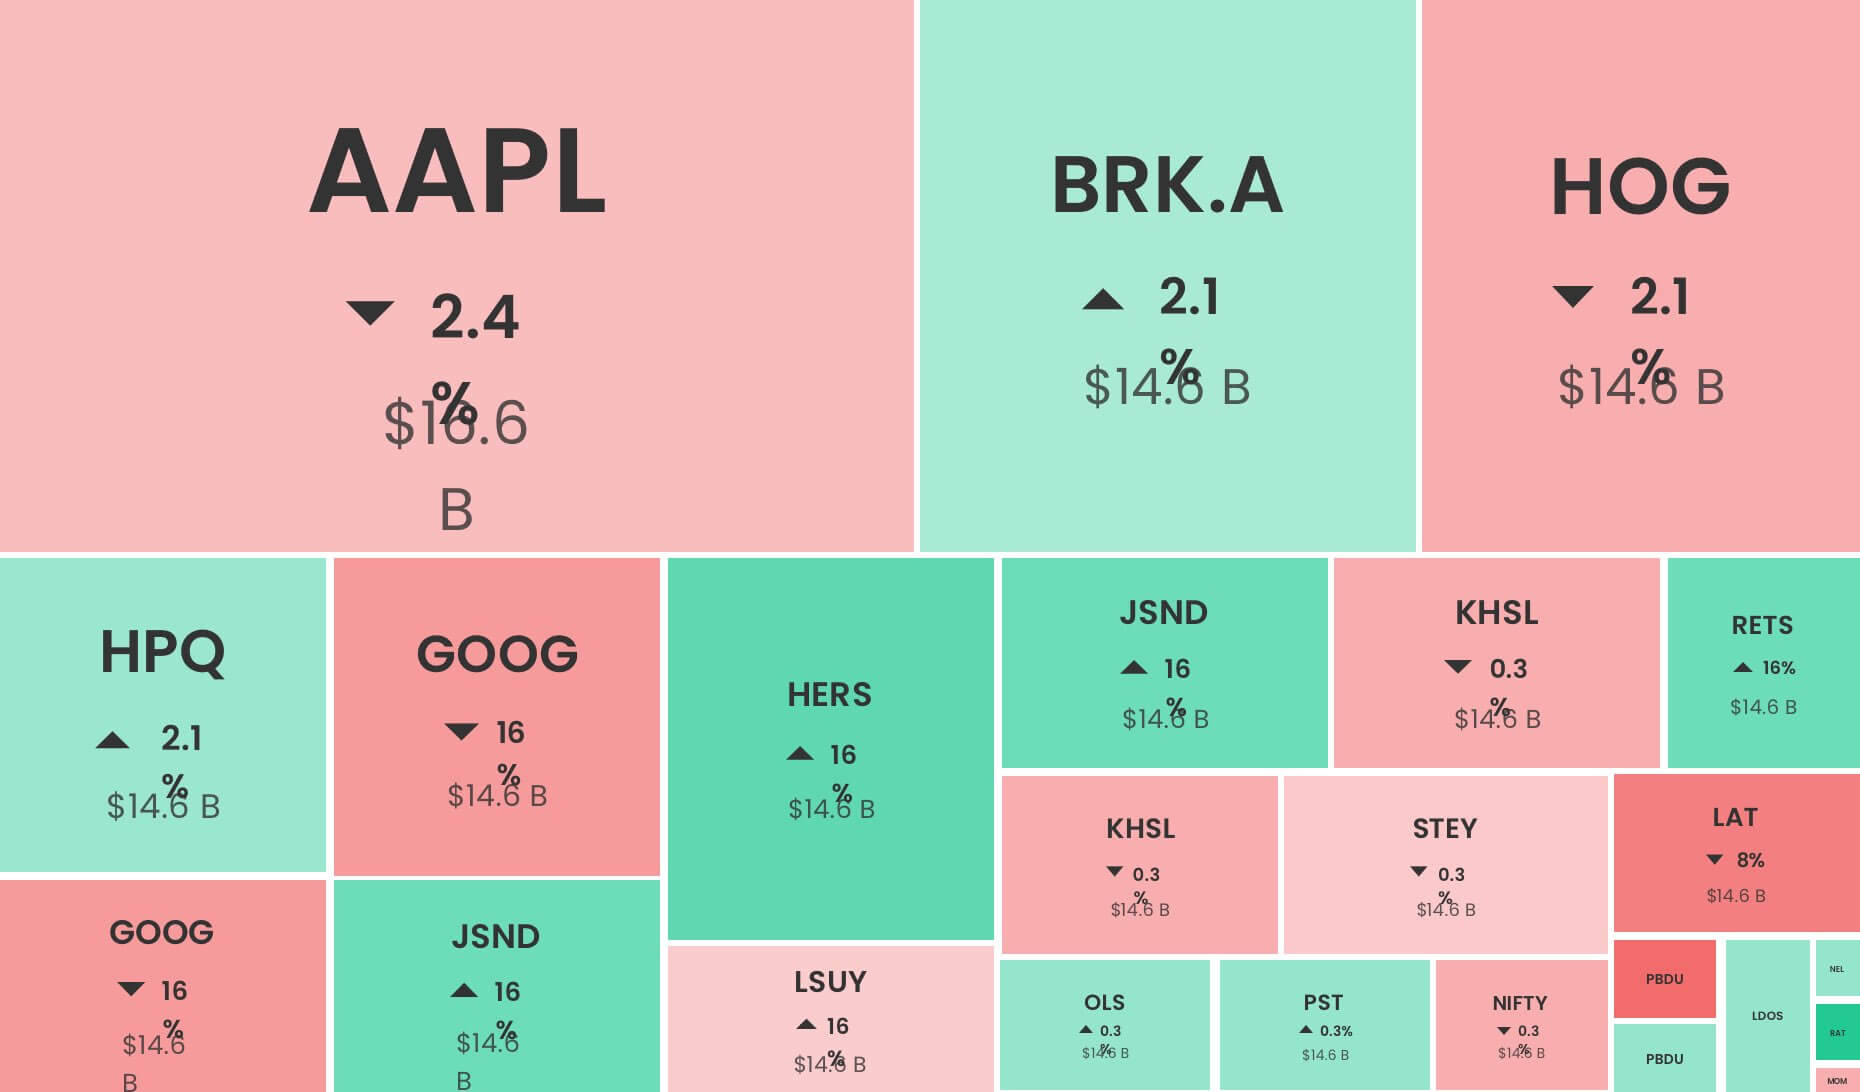 AAPL
▼ 2.4
%
$16.6
B
BRK.A
▲ 2.1
%
$14.6 B
HOG
▼ 2.1
%
$14.6 B
HPQ
▲ 2.1
%
$14.6 B
GOOG
▼ 16
%
$14.6 B
HERS
▲ 16
%
$14.6 B
JSND
▲ 16
%
$14.6 B
KHSL
▼ 0.3
%
$14.6 B
RETS
▲ 16%
$14.6 B
KHSL
▼ 0.3
%
$14.6 B
STEY
▼ 0.3
%
$14.6 B
LAT
▼ 8%
$14.6 B
GOOG
▼ 16
%
$14.6
B
JSND
▲ 16
%
$14.6
B
LSUY
▲ 16
%
$14.6 B
OLS
▲ 0.3
%
$14.6 B
PST
▲ 0.3%
$14.6 B
NIFTY
▼ 0.3
%
$14.6 B
PBDU
PBDU
LDOS
NEL
RAT
MOM